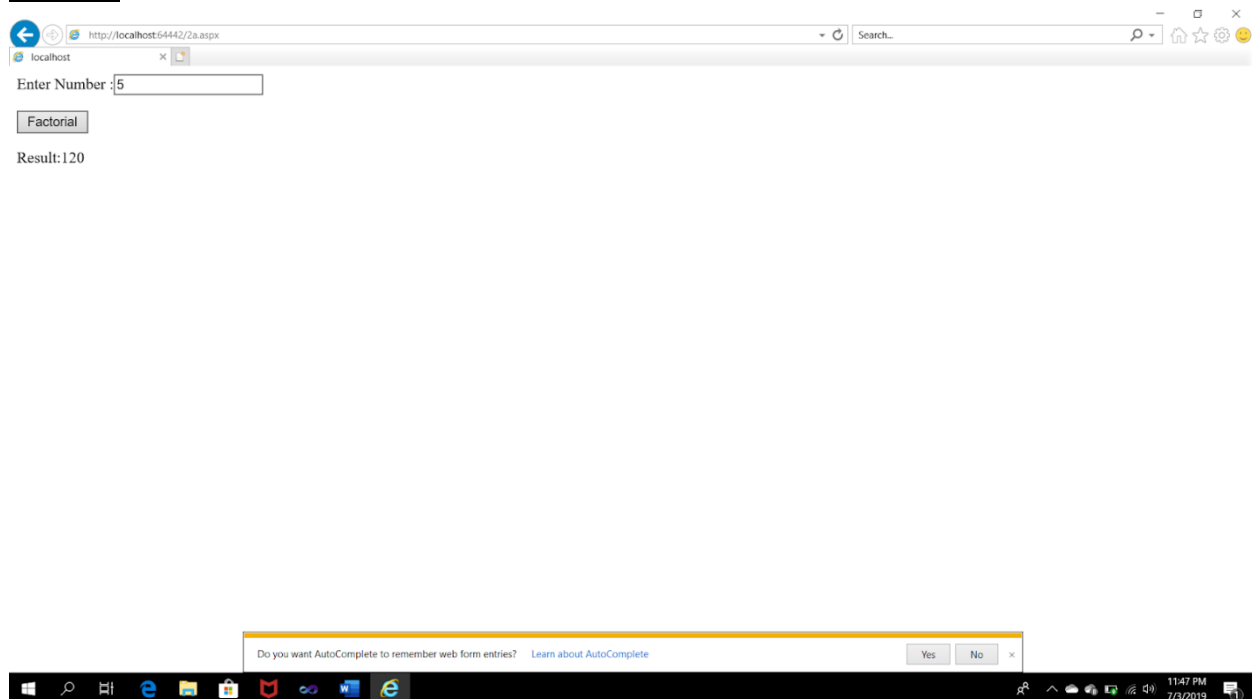 http://localhost:64442/2a.aspx
Search...
localhost
Enter Number :5
Factorial
Result:120
Do you want AutoComplete to remember web form entries? Learn about AutoComplete Yes No
11:47 PM
7/3/2019